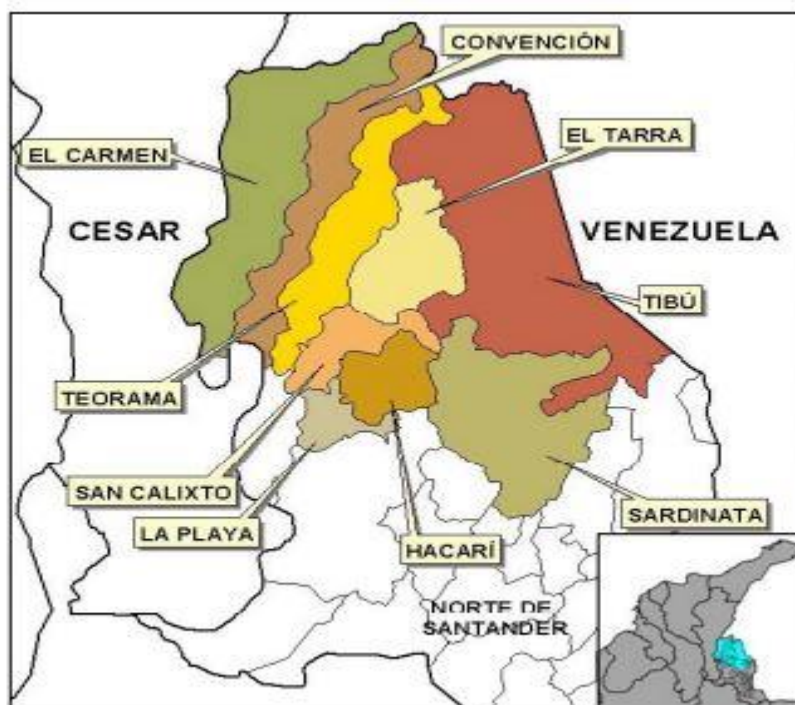 CONVENCIÓN
EL TARRA
EL CARMEN
CESAR
VENEZUELA
TIBÚ
TEORAMA
SAN CALIXTO
LA PLAYA
HACARÍ
SARDINATA
NORTE DE
SANTANDER